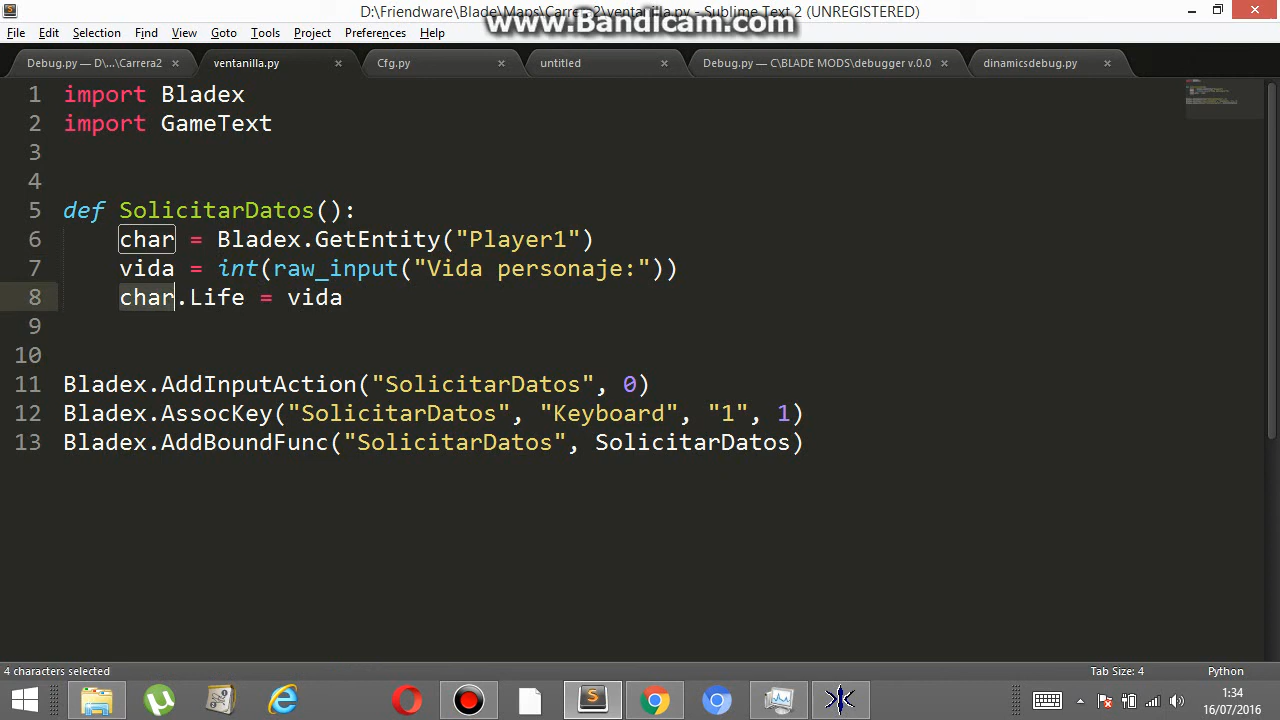 D:\Friendware\Blade\Maps\Carrera2\ventanilla.py - Sublime Text 2 (UNREGISTERED)
www.Bandicam.com
File Edit Selection Find View Goto Tools Project Preferences Help
Debug.py — D\...\Carrera2 ventanilla.py Cfg.py untitled Debug.py — C\BLADE MODS\debugger v.0.0 dinamicsdebug.py
1 import Bladex
2 import GameText
3
4
5 def SolicitarDatos():
6 char = Bladex.GetEntity("Player1")
7 vida = int(raw_input("Vida personaje:"))
8 char.Life = vida
9
10
11 Bladex.AddInputAction("SolicitarDatos", 0)
12 Bladex.AssocKey("SolicitarDatos", "Keyboard", "1", 1)
13 Bladex.AddBoundFunc("SolicitarDatos", SolicitarDatos)
4 characters selected Tab Size: 4 Python
1:34
16/07/2016